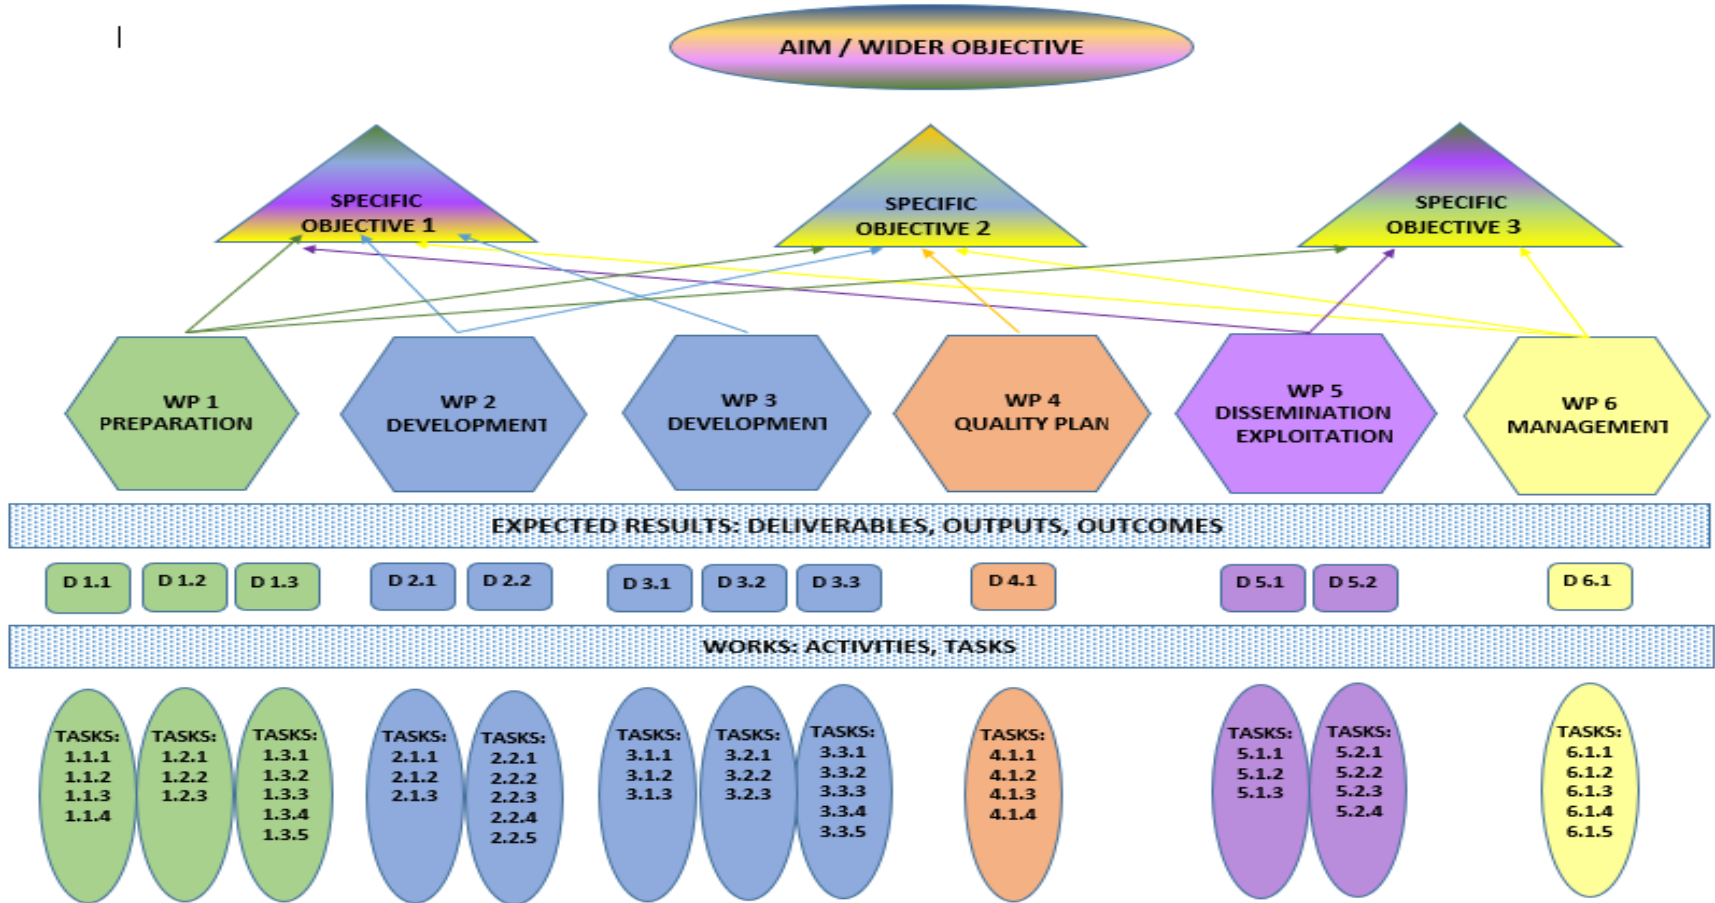 AIM / WIDER OBJECTIVE
SPECIFIC
OBJECTIVE 1
SPECIFIC
OBJECTIVE 2
SPECIFIC
OBJECTIVE 3
WP 1
PREPARATION
WP 2
DEVELOPMENT
WP 3
DEVELOPMENT
WP 4
QUALITY PLAN
WP 5
DISSEMINATION
EXPLOITATION
WP 6
MANAGEMENT
EXPECTED RESULTS: DELIVERABLES, OUTPUTS, OUTCOMES
D 1.1
D 1.2
D 1.3
D 2.1
D 2.2
D 3.1
D 3.2
D 3.3
D 4.1
D 5.1
D 5.2
D 6.1
WORKS: ACTIVITIES, TASKS
TASKS:
1.1.1
1.1.2
1.1.3
1.1.4
TASKS:
1.2.1
1.2.2
1.2.3
TASKS:
1.3.1
1.3.2
1.3.3
1.3.4
1.3.5
TASKS:
2.1.1
2.1.2
2.1.3
TASKS:
2.2.1
2.2.2
2.2.3
2.2.4
2.2.5
TASKS:
3.1.1
3.1.2
3.1.3
TASKS:
3.2.1
3.2.2
3.2.3
TASKS:
3.3.1
3.3.2
3.3.3
3.3.4
3.3.5
TASKS:
4.1.1
4.1.2
4.1.3
4.1.4
TASKS:
5.1.1
5.1.2
5.1.3
TASKS:
5.2.1
5.2.2
5.2.3
5.2.4
TASKS:
6.1.1
6.1.2
6.1.3
6.1.4
6.1.5